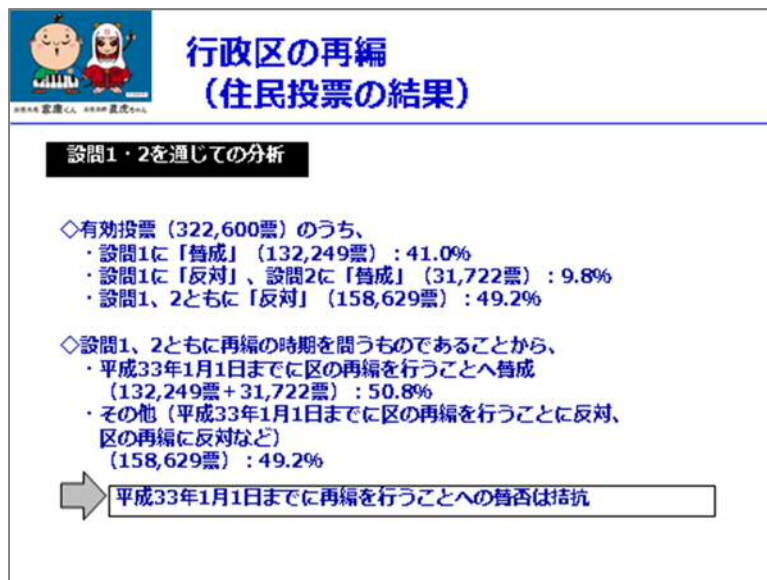 家康くん
直虎ちゃん
行政区の再編
（住民投票の結果）
設問1・2を通じての分析
◇有効投票（322,600票）のうち、
・設問1に「賛成」（132,249票）：41.0%
・設問1に「反対」、設問2に「賛成」（31,722票）：9.8%
・設問1、2ともに「反対」（158,629票）：49.2%
◇設問1、2ともに再編の時期を問うものであることから、
・平成33年1月1日までに区の再編を行うことへ賛成
（132,249票＋31,722票）：50.8%
・その他（平成33年1月1日までに区の再編を行うことに反対、
区の再編に反対など）
（158,629票）：49.2%
平成33年1月1日までに再編を行うことへの賛否は拮抗